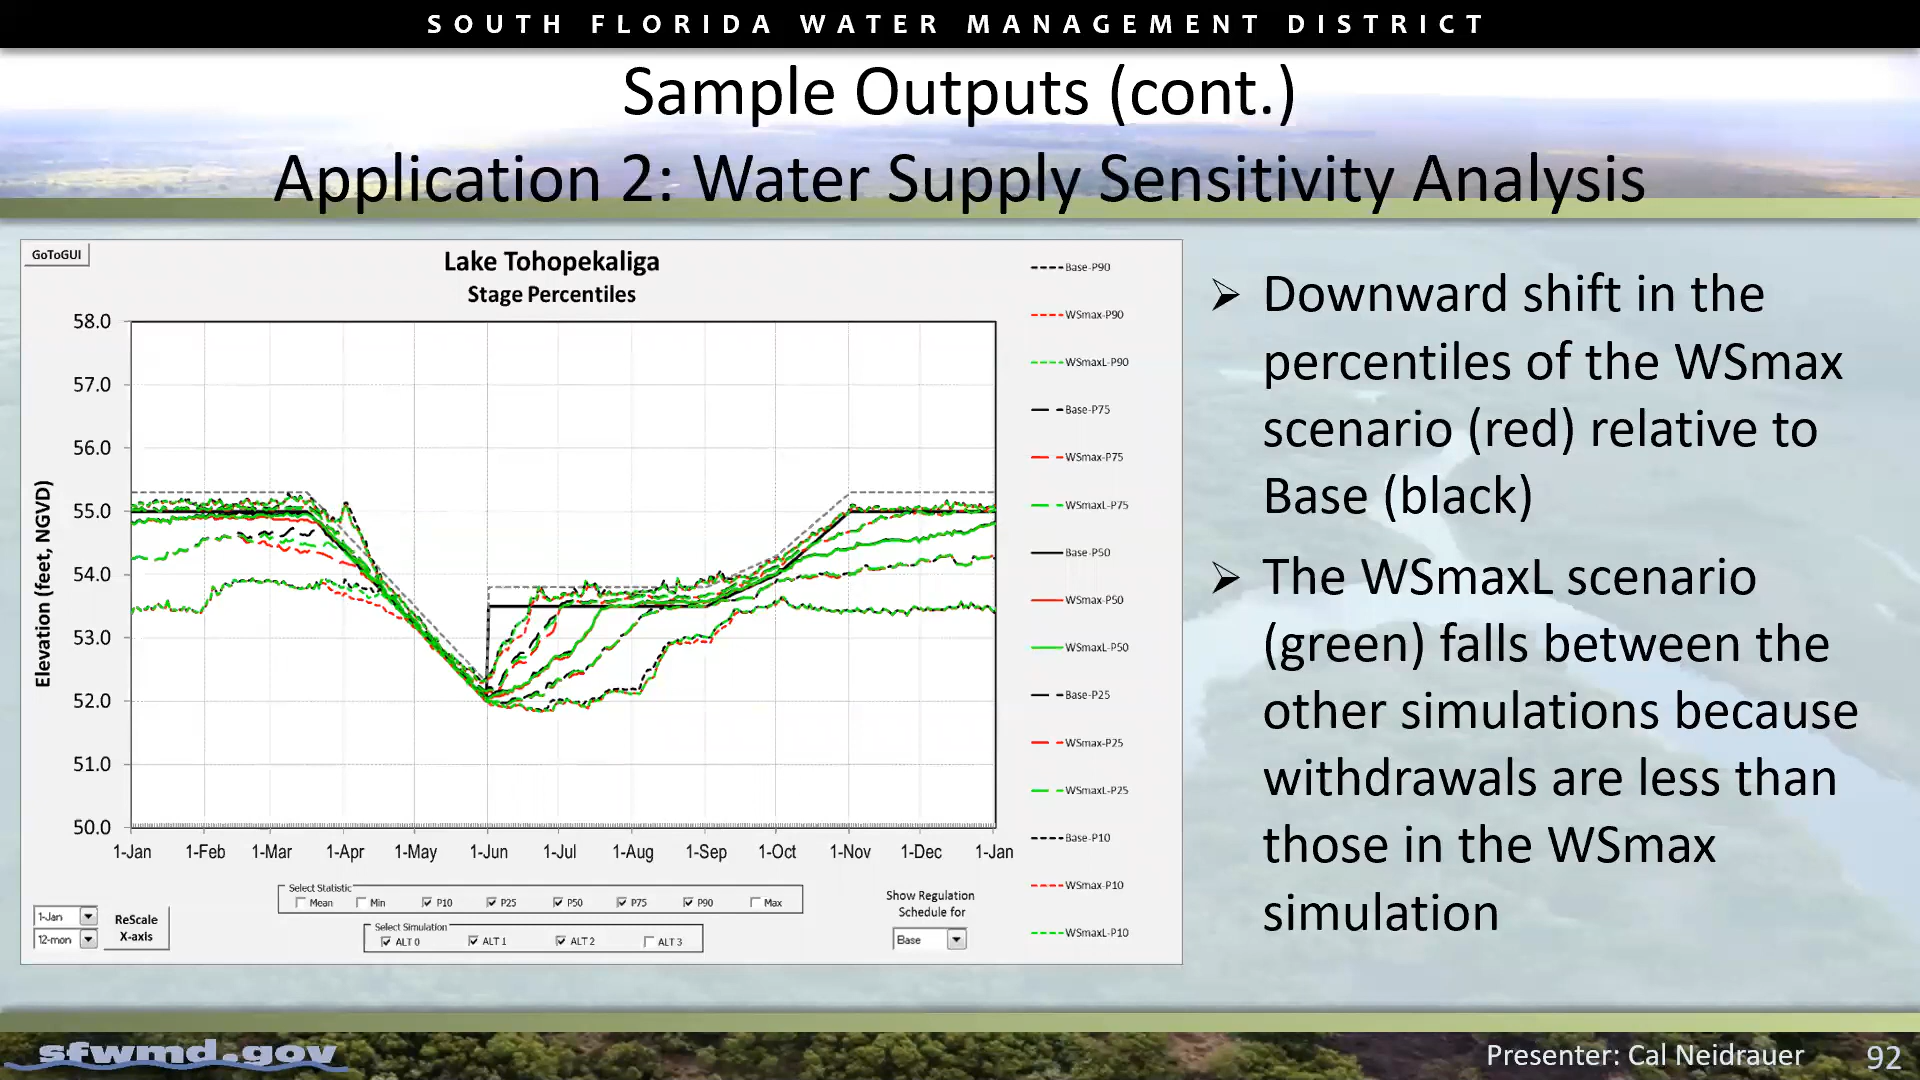 SOUTH FLORIDA WATER MANAGEMENT DISTRICT
Sample Outputs (cont.)
Application 2: Water Supply Sensitivity Analysis
GoToGUI
Lake Tohopekaliga
Stage Percentiles
Elevation (feet, NGVD)
58.0
57.0
56.0
55.0
54.0
53.0
52.0
51.0
50.0
1-Jan 1-Feb 1-Mar 1-Apr 1-May 1-Jun 1-Jul 1-Aug 1-Sep 1-Oct 1-Nov 1-Dec 1-Jan
Base-P90
WSmax-P90
WSmaxL-P90
Base-P75
WSmax-P75
WSmaxL-P75
Base-P50
WSmax-P50
WSmaxL-P50
Base-P25
WSmax-P25
WSmaxL-P25
Base-P10
WSmax-P10
WSmaxL-P10
1-Jan
12-mon
ReScale
X-axis
Select Statistic
Mean Min P10 P25 P50 P75 P90 Max
Select Simulation
ALT 0 ALT 1 ALT 2 ALT 3
Show Regulation
Schedule for
Base
➢ Downward shift in the
percentiles of the WSmax
scenario (red) relative to
Base (black)
➢ The WSmaxL scenario
(green) falls between the
other simulations because
withdrawals are less than
those in the WSmax
simulation
sfwmd.gov
Presenter: Cal Neidrauer
92